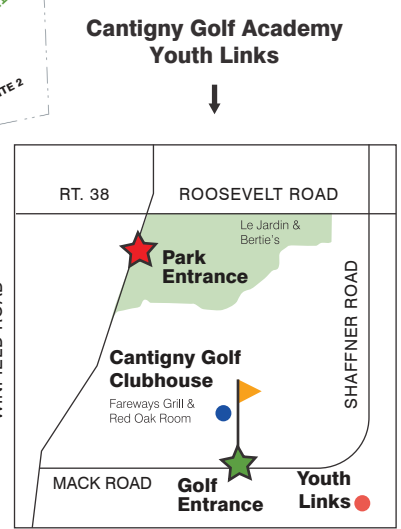 Cantigny Golf Academy
Youth Links
RT. 38
ROOSEVELT ROAD
Le Jardin &
Bertie's
Park
Entrance
SHAFFNER ROAD
Cantigny Golf
Clubhouse
Fareways Grill &
Red Oak Room
MACK ROAD
Golf
Entrance
Youth
Links